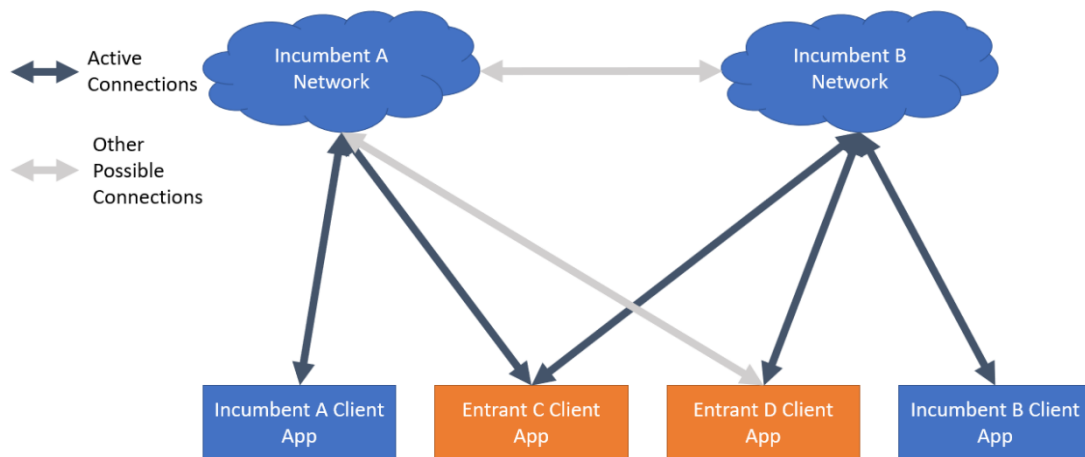 Active
Connections
Other
Possible
Connections
Incumbent A
Network
Incumbent B
Network
Incumbent A Client
App
Entrant C Client
App
Entrant D Client
App
Incumbent B Client
App